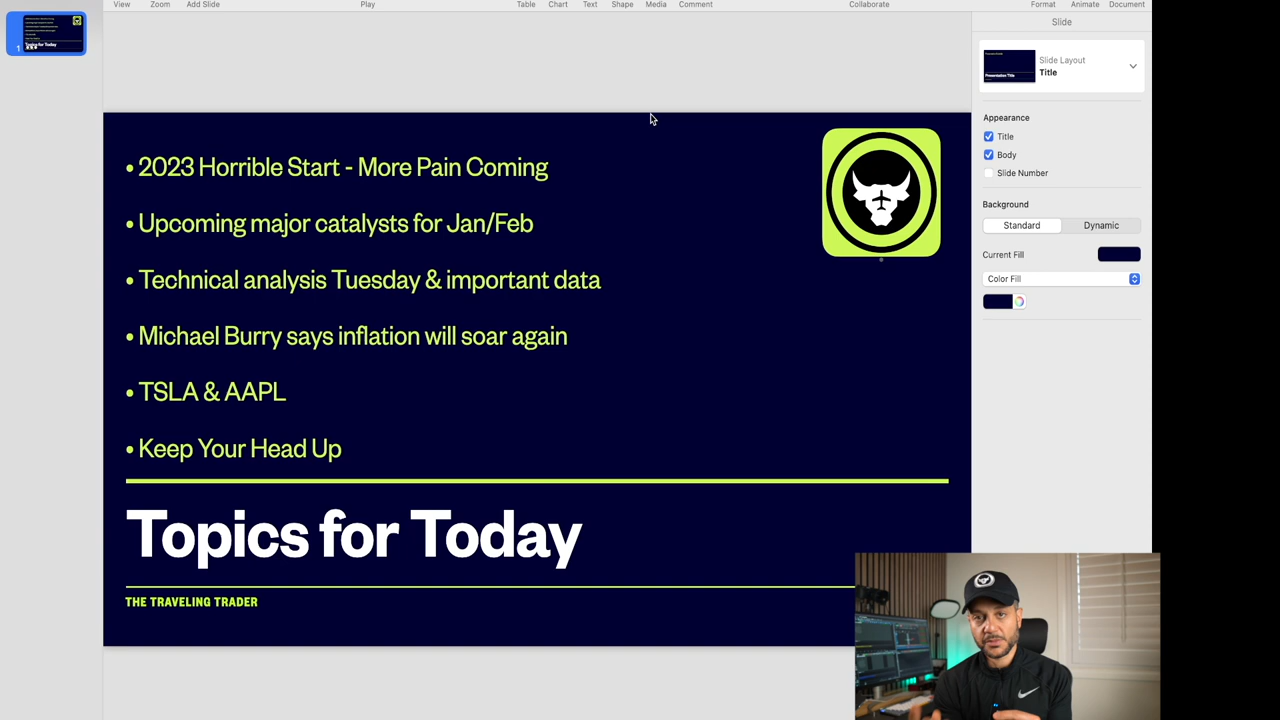 View Zoom Add Slide Play Table Chart Text Shape Media Comment Collaborate Format Animate Document
Slide
Slide Layout
Title
Appearance
Title
Body
Slide Number
Background
Standard Dynamic
Current Fill
Color Fill
1
• 2023 Horrible Start - More Pain Coming
• Upcoming major catalysts for Jan/Feb
• Technical analysis Tuesday & important data
• Michael Burry says inflation will soar again
• TSLA & AAPL
• Keep Your Head Up
Topics for Today
THE TRAVELING TRADER